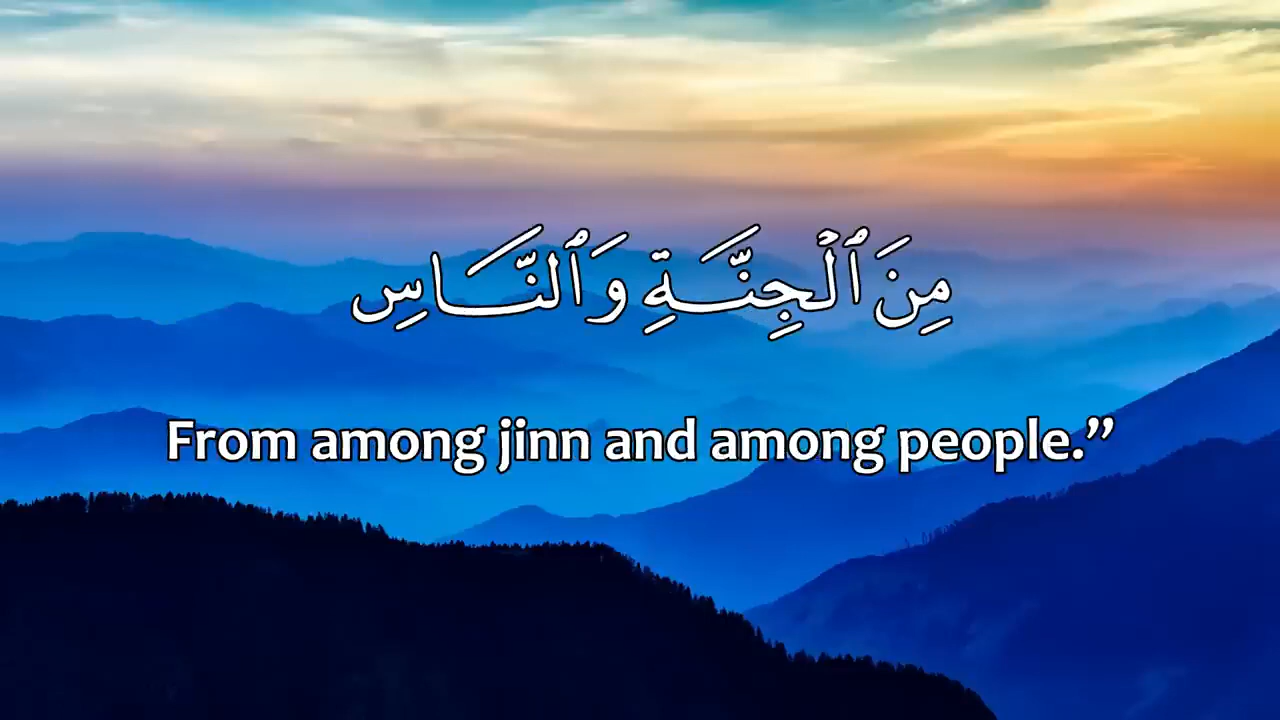 مِنَ ٱلْجِنَّةِ وَٱلنَّاسِ
From among jinn and among people.”